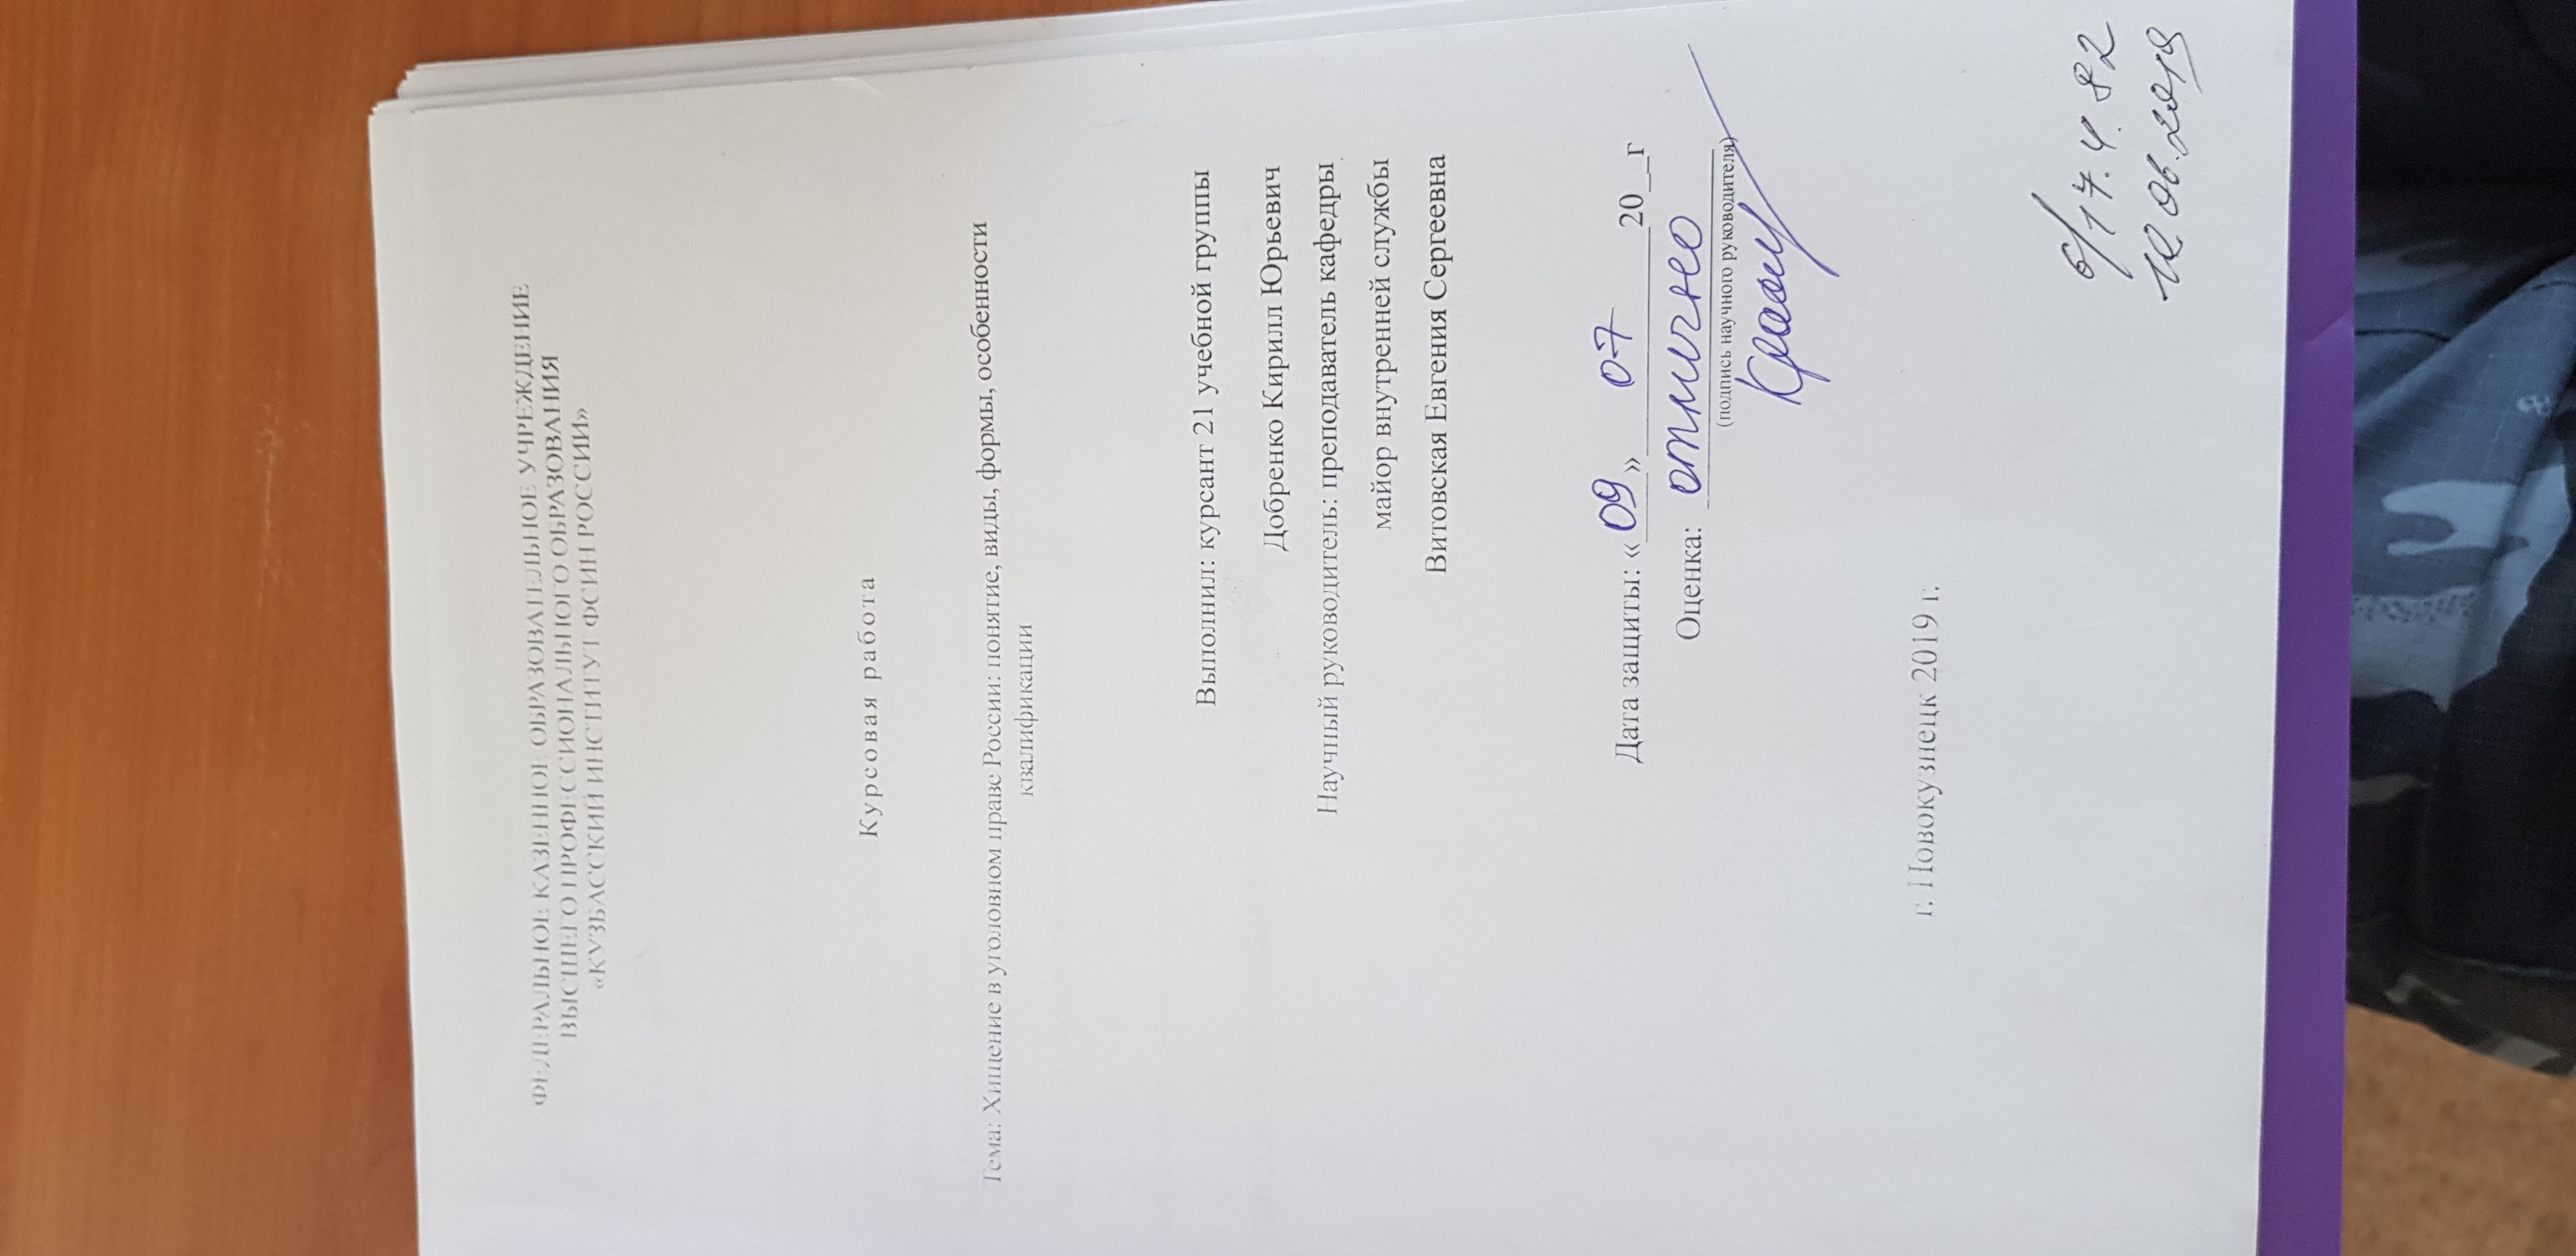 ФЕДЕРАЛЬНОЕ КАЗЕННОЕ ОБРАЗОВАТЕЛЬНОЕ УЧРЕЖДЕНИЕ
ВЫСШЕГО ПРОФЕССИОНАЛЬНОГО ОБРАЗОВАНИЯ
«КУЗБАССКИЙ ИНСТИТУТ ФСИН РОССИИ»
Курсовая работа
Тема: Хищение в уголовном праве России: понятие, виды, формы, особенности
квалификации
Выполнил: курсант 21 учебной группы
Добренко Кирилл Юрьевич
Научный руководитель: преподаватель кафедры
майор внутренней службы
Витовская Евгения Сергеевна
Дата защиты: «09» 07 20__г
Оценка: отлично
(подпись научного руководителя)
г. Новокузнецк 2019 г.
б/17.4.82
.06.2019